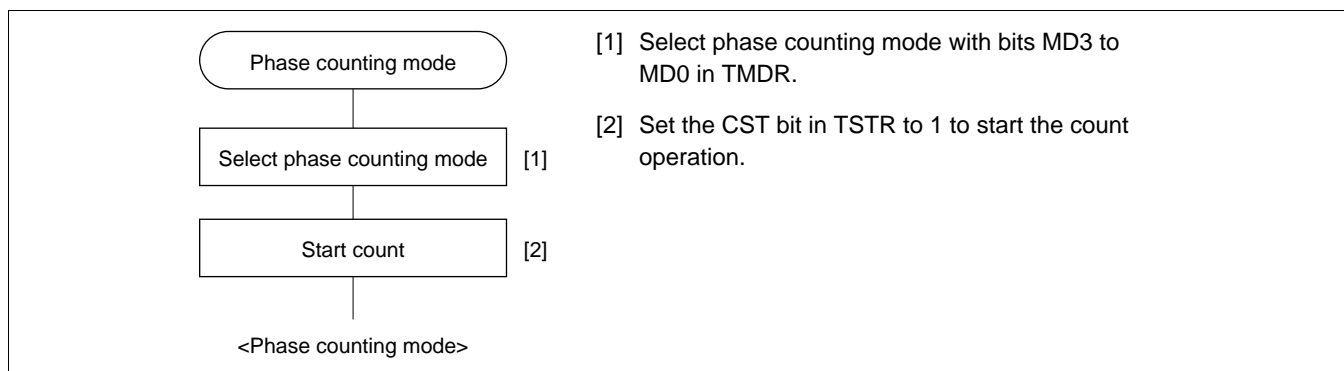 Phase counting mode
Select phase counting mode [1]
Start count [2]
<Phase counting mode>
[1] Select phase counting mode with bits MD3 to
MD0 in TMDR.
[2] Set the CST bit in TSTR to 1 to start the count
operation.